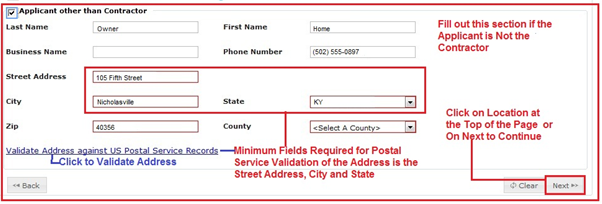 Applicant other than Contractor
Last Name Owner First Name Home
Fill out this section if the
Applicant is Not the
Contractor
Business Name Phone Number (502) 555-0897
Street Address 105 Fifth Street
City Nicholasville State KY
Click on Location at
the Top of the Page or
On Next to Continue
Zip 40356 County <Select A County>
Validate Address against US Postal Service Records
Click to Validate Address
Minimum Fields Required for Postal
Service Validation of the Address is the
Street Address, City and State
Back Clear Next